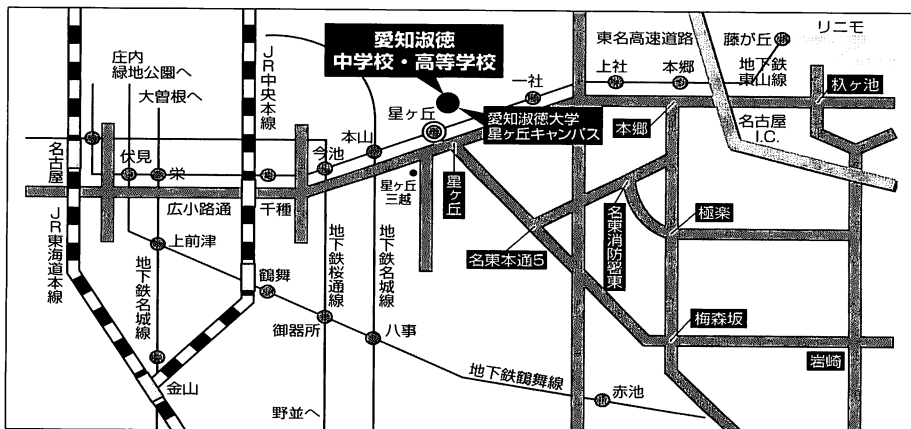 愛知淑徳
中学校・高等学校
リニモ
東名高速道路
藤が丘
庄内
緑地公園へ
大曽根へ
JR中央本線
一社
上社
本郷
地下鉄
東山線
杁ヶ池
星ヶ丘
愛知淑徳大学
星ヶ丘キャンパス
本郷
名古屋
I.C.
本山
今池
名古屋
伏見
栄
星ヶ丘
三越
星ヶ丘
広小路通
千種
名東消防署東
極楽
JR東海道本線
上前津
名東本通5
地下鉄名城線
鶴舞
地下鉄桜通線
地下鉄名城線
御器所
八事
梅森坂
岩崎
金山
地下鉄鶴舞線
赤池
野並へ